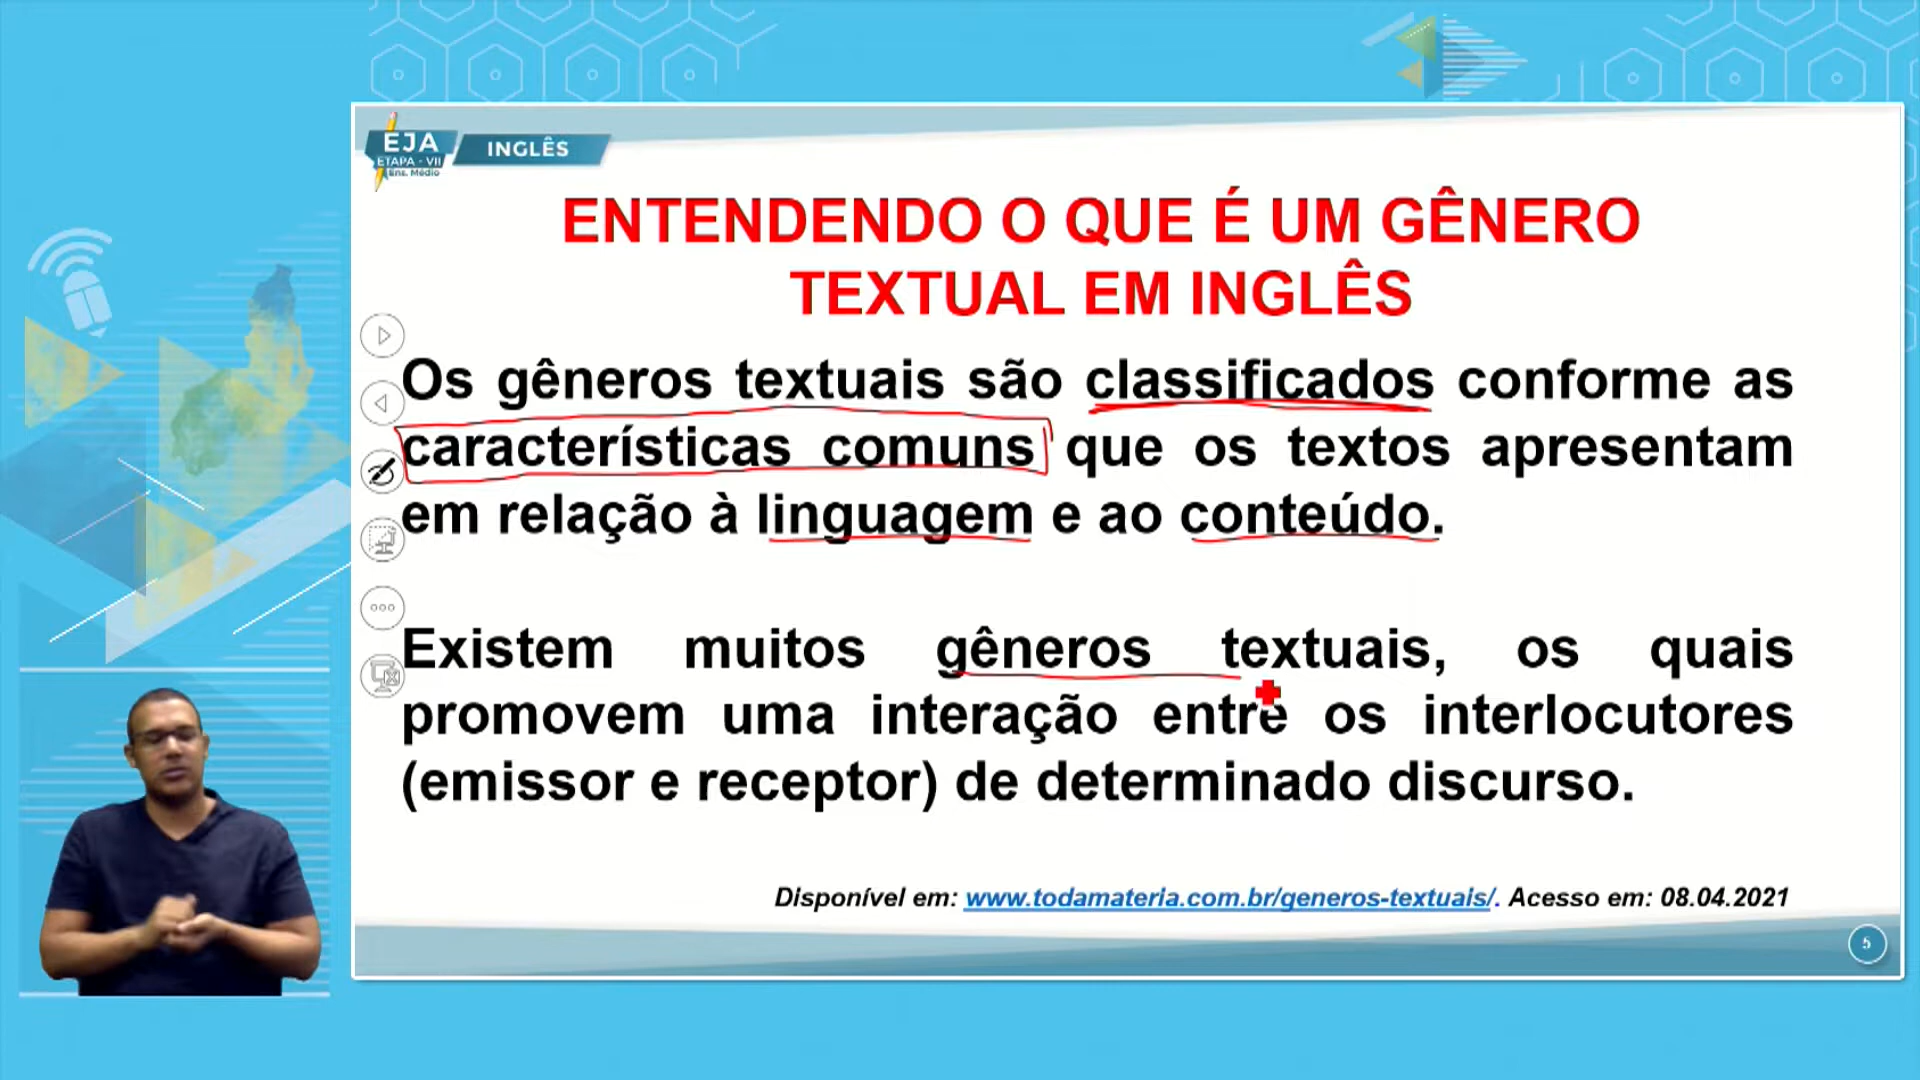 EJA
ETAPA - VII
Ens. Médio
INGLÊS
ENTENDENDO O QUE É UM GÊNERO
TEXTUAL EM INGLÊS
Os gêneros textuais são classificados conforme as
características comuns que os textos apresentam
em relação à linguagem e ao conteúdo.
Existem muitos gêneros textuais, os quais
promovem uma interação entre os interlocutores
(emissor e receptor) de determinado discurso.
Disponível em: www.todamateria.com.br/generos-textuais/. Acesso em: 08.04.2021
5